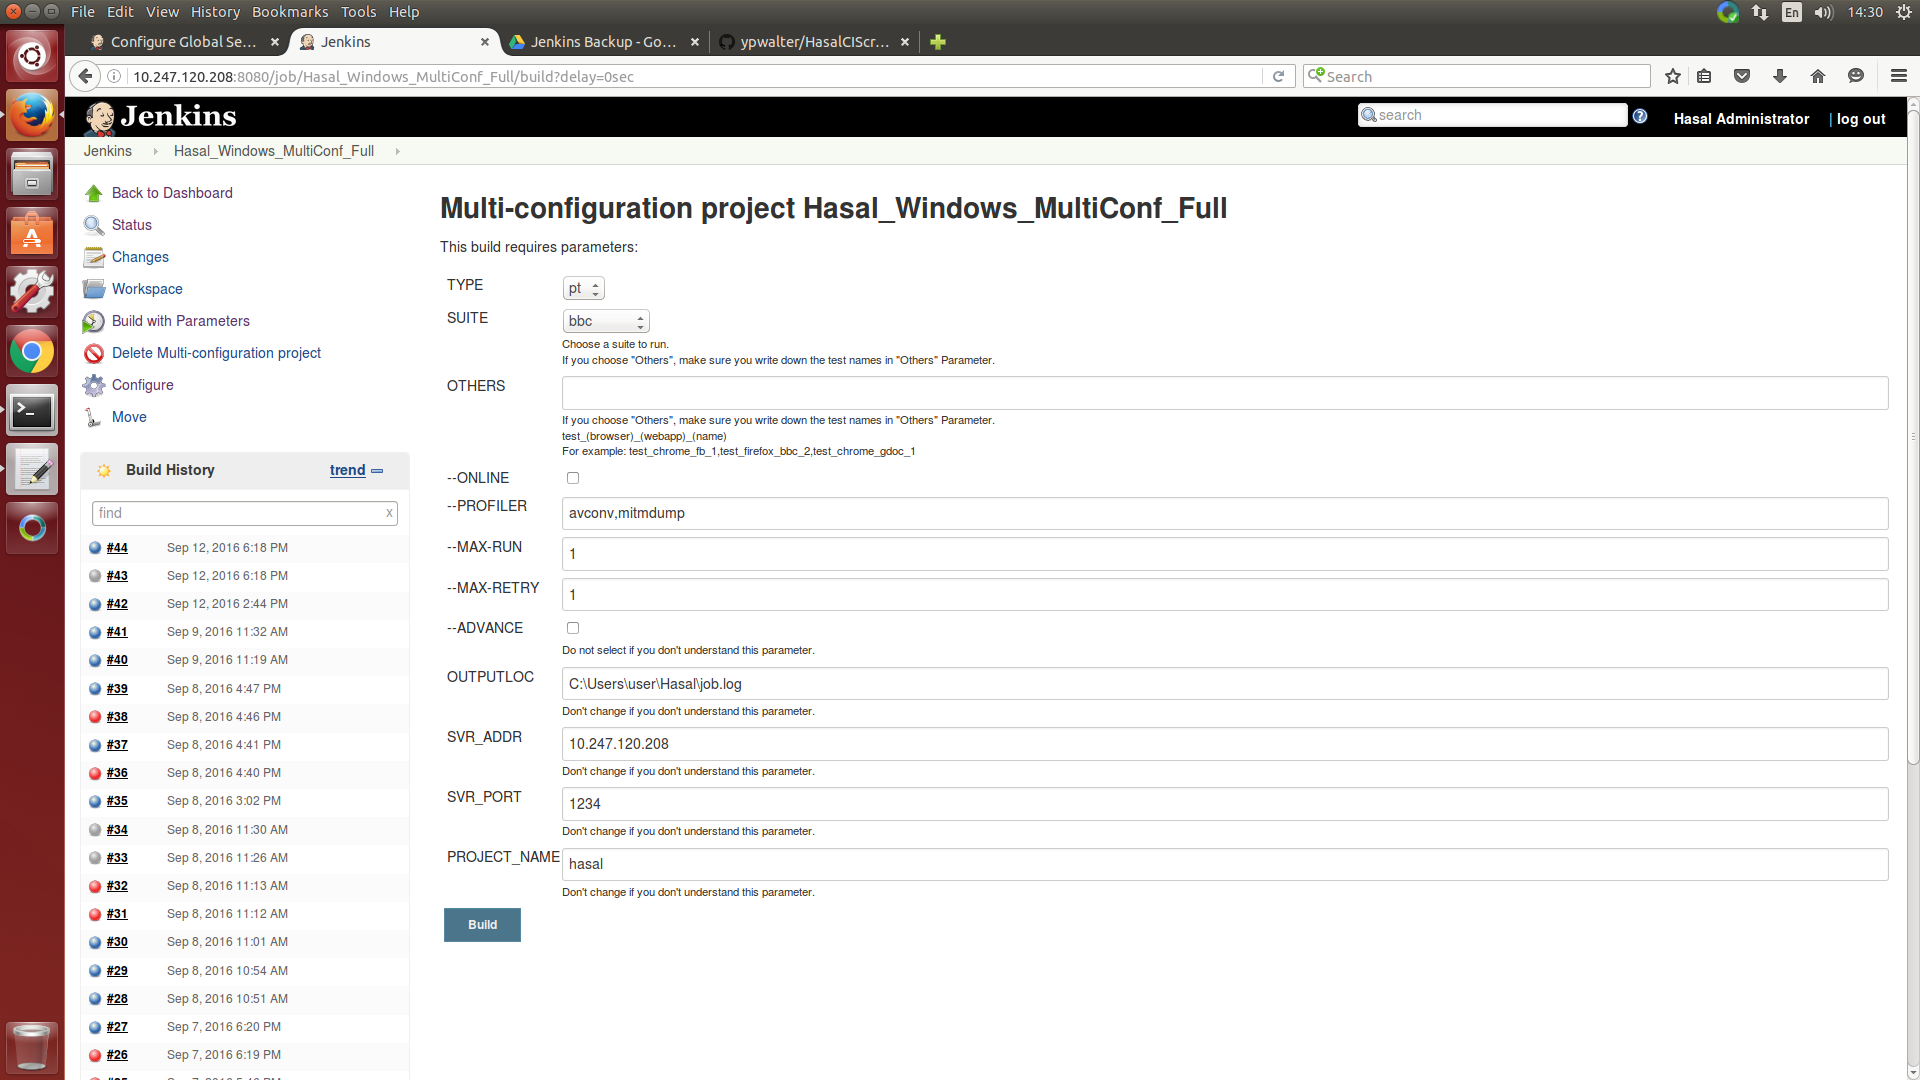 File Edit View History Bookmarks Tools Help
En
14:30
Configure Global Se...
Jenkins
Jenkins Backup - Go...
ypwalter/HasalCIScr...
10.247.120.208:8080/job/Hasal_Windows_MultiConf_Full/build?delay=0sec
Search
Jenkins
search
Hasal Administrator
| log out
Jenkins
Hasal_Windows_MultiConf_Full
Back to Dashboard
Status
Changes
Workspace
Build with Parameters
Delete Multi-configuration project
Configure
Move
Build History
trend
find
x
#44 Sep 12, 2016 6:18 PM
#43 Sep 12, 2016 6:18 PM
#42 Sep 12, 2016 2:44 PM
#41 Sep 9, 2016 11:32 AM
#40 Sep 9, 2016 11:19 AM
#39 Sep 8, 2016 4:47 PM
#38 Sep 8, 2016 4:46 PM
#37 Sep 8, 2016 4:41 PM
#36 Sep 8, 2016 4:40 PM
#35 Sep 8, 2016 3:02 PM
#34 Sep 8, 2016 11:30 AM
#33 Sep 8, 2016 11:26 AM
#32 Sep 8, 2016 11:13 AM
#31 Sep 8, 2016 11:12 AM
#30 Sep 8, 2016 11:01 AM
#29 Sep 8, 2016 10:54 AM
#28 Sep 8, 2016 10:51 AM
#27 Sep 7, 2016 6:20 PM
#26 Sep 7, 2016 6:19 PM
Multi-configuration project Hasal_Windows_MultiConf_Full
This build requires parameters:
TYPE
pt
SUITE
bbc
Choose a suite to run.
If you choose "Others", make sure you write down the test names in "Others" Parameter.
OTHERS
If you choose "Others", make sure you write down the test names in "Others" Parameter.
test_(browser)_(webapp)_(name)
For example: test_chrome_fb_1,test_firefox_bbc_2,test_chrome_gdoc_1
--ONLINE
--PROFILER
avconv,mitmdump
--MAX-RUN
1
--MAX-RETRY
1
--ADVANCE
Do not select if you don't understand this parameter.
OUTPUTLOC
C:\Users\user\Hasal\job.log
Don't change if you don't understand this parameter.
SVR_ADDR
10.247.120.208
Don't change if you don't understand this parameter.
SVR_PORT
1234
Don't change if you don't understand this parameter.
PROJECT_NAME
hasal
Don't change if you don't understand this parameter.
Build